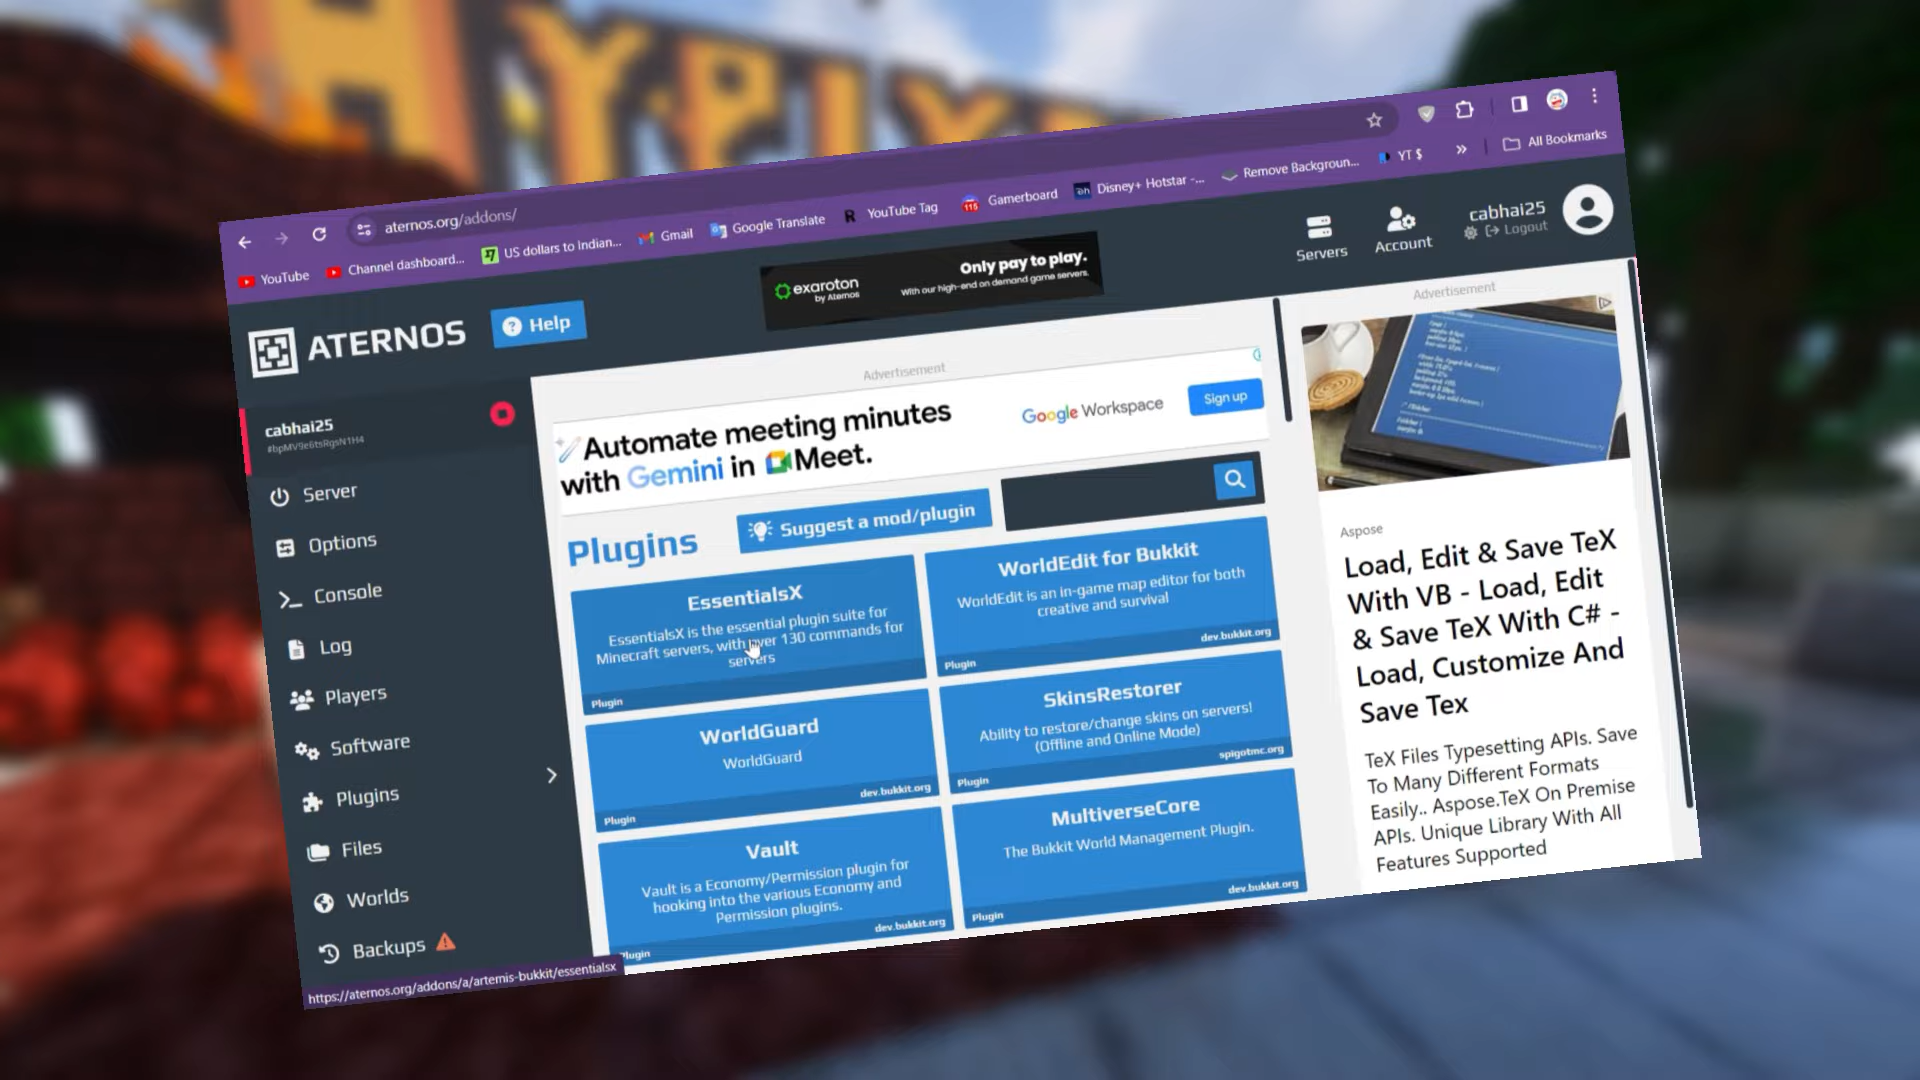 HYPIXE
aternos.org/addons/
All Bookmarks
YouTube
Channel dashboard...
US dollars to Indian...
Gmail
Google Translate
YouTube Tag
Gamerboard
Disney+ Hotstar -...
Remove Backgroun...
YT $
»
ATERNOS
Help
exaroton
by Aternos
Only pay to play.
With our high-end on demand game servers.
Servers
Account
cabhai25
Logout
cabhai25
#bpMV9e6tsRgsN1H4
Server
Options
Console
Log
Players
Software
Plugins
Files
Worlds
Backups
https://aternos.org/addons/a/artemis-bukkit/essentialsx
Advertisement
Automate meeting minutes
with Gemini in Meet.
Google Workspace
Sign up
Plugins
Suggest a mod/plugin
EssentialsX
EssentialsX is the essential plugin suite for
Minecraft servers, with over 130 commands for
servers
Plugin
WorldEdit for Bukkit
WorldEdit is an in-game map editor for both
creative and survival
dev.bukkit.org
Plugin
WorldGuard
WorldGuard
dev.bukkit.org
Plugin
SkinsRestorer
Ability to restore/change skins on servers!
(Offline and Online Mode)
spigotmc.org
Plugin
Vault
Vault is a Economy/Permission plugin for
hooking into the various Economy and
Permission plugins.
dev.bukkit.org
Plugin
MultiverseCore
The Bukkit World Management Plugin.
dev.bukkit.org
Plugin
Advertisement
Aspose
Load, Edit & Save TeX
With VB - Load, Edit
& Save TeX With C# -
Load, Customize And
Save Tex
TeX Files Typesetting APIs. Save
To Many Different Formats
Easily.. Aspose.TeX On Premise
APIs. Unique Library With All
Features Supported